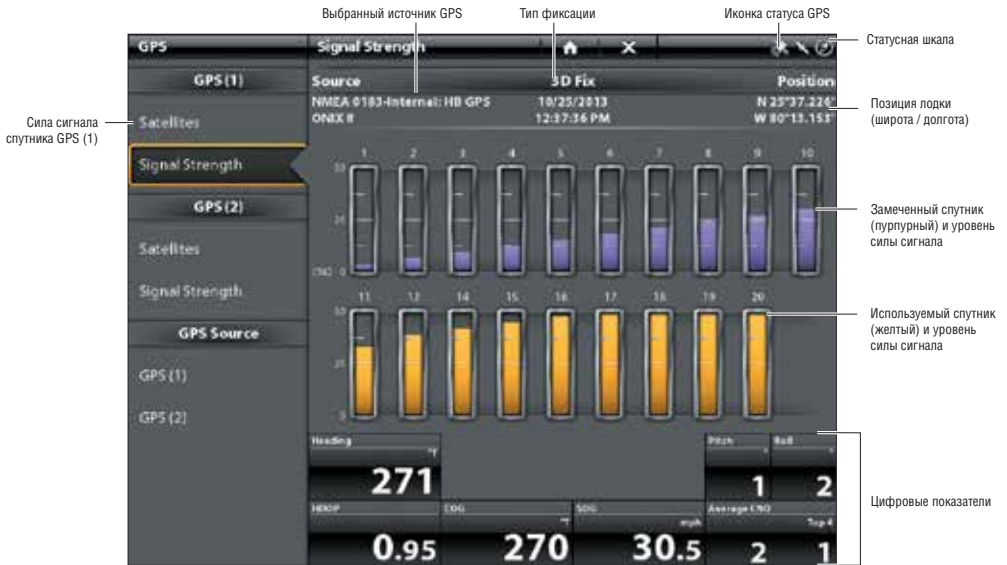 Выбранный источник GPS
Тип фиксации
Иконка статуса GPS
GPS
Signal Strength
Статусная шкала
GPS (1)
Source
3D Fix
Position
NMEA 0183-Internal: HB GPS
10/25/2013
N 25°37.226'
ONIX
12:37:36 PM
W 80°13.153'
Позиция лодки
(широта / долгота)
Сила сигнала
спутника GPS (1)
Satellites
Signal Strength
1 2 3 4 5 6 7 8 9 10
50
25
0
Замеченный спутник
(пурпурный) и уровень
силы сигнала
GPS (2)
Satellites
Signal Strength
11 13 14 15 16 17 18 19 20
50
25
Используемый спутник
(желтый) и уровень
силы сигнала
GPS Source
GPS (1)
GPS (2)
Heading
271
Pitch
°
1
Roll
°
2
HDOP
0.95
COG
270
SOG
mph
30.5
Average CNO
2
Top 4
1
Цифровые показатели